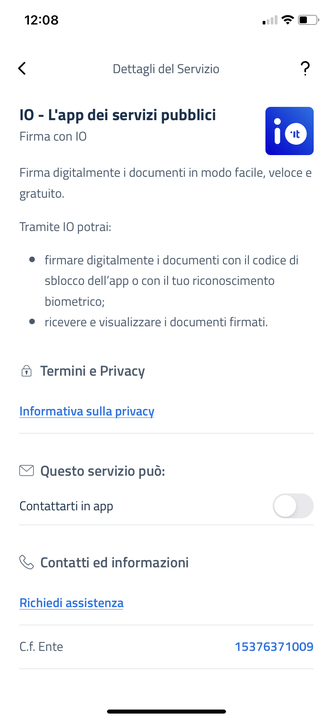 12:08
Dettagli del Servizio
?
IO - L'app dei servizi pubblici
Firma con IO
io
it
Firma digitalmente i documenti in modo facile, veloce e
gratuito.
Tramite IO potrai:
• firmare digitalmente i documenti con il codice di
sblocco dell'app o con il tuo riconoscimento
biometrico;
• ricevere e visualizzare i documenti firmati.
Termini e Privacy
Informativa sulla privacy
Questo servizio può:
Contattarti in app
Contatti ed informazioni
Richiedi assistenza
C.f. Ente 15376371009